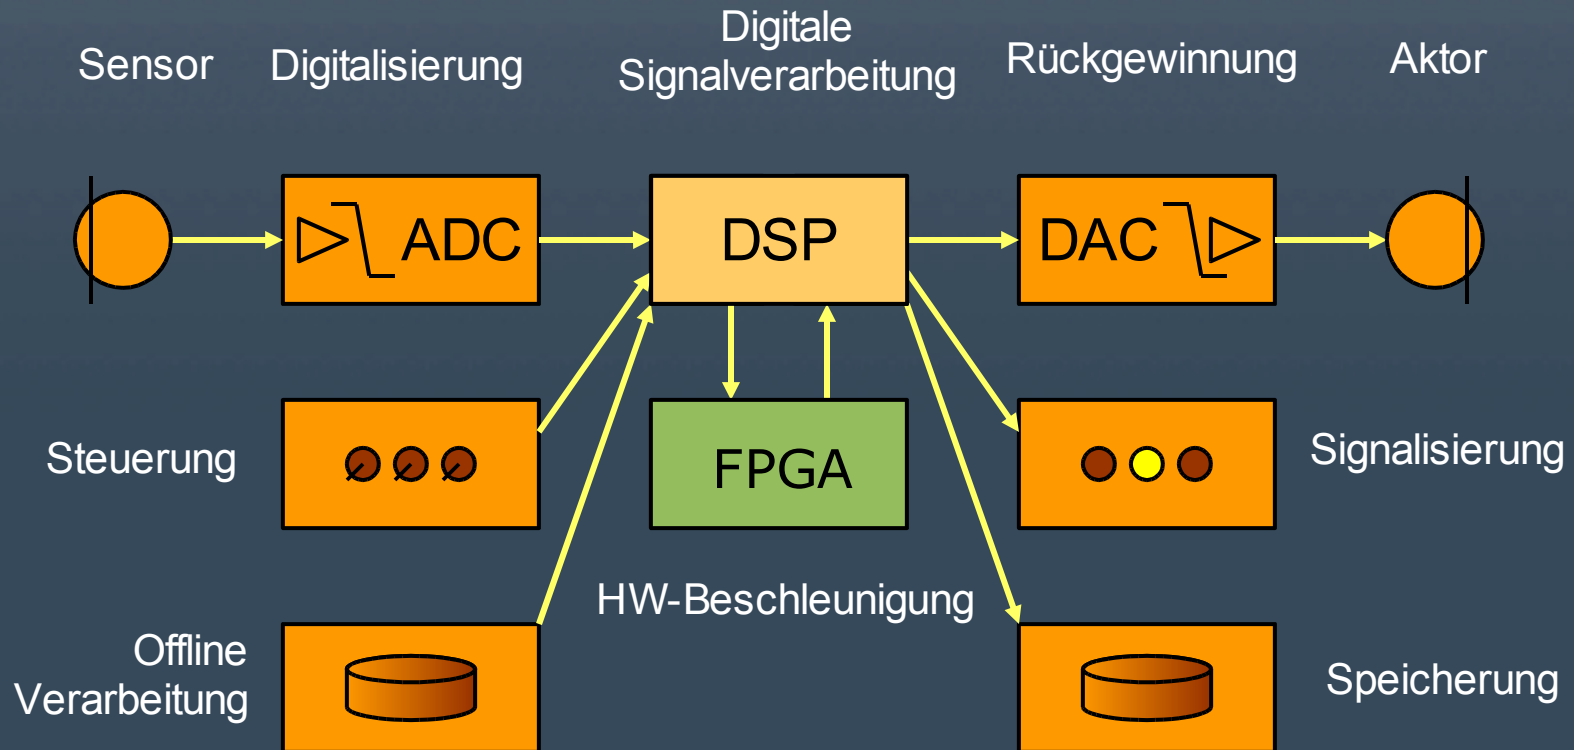 Sensor
Digitalisierung
Digitale
Signalverarbeitung
Rückgewinnung
Aktor
ADC
DSP
DAC
Steuerung
FPGA
Signalisierung
HW-Beschleunigung
Offline
Verarbeitung
Speicherung